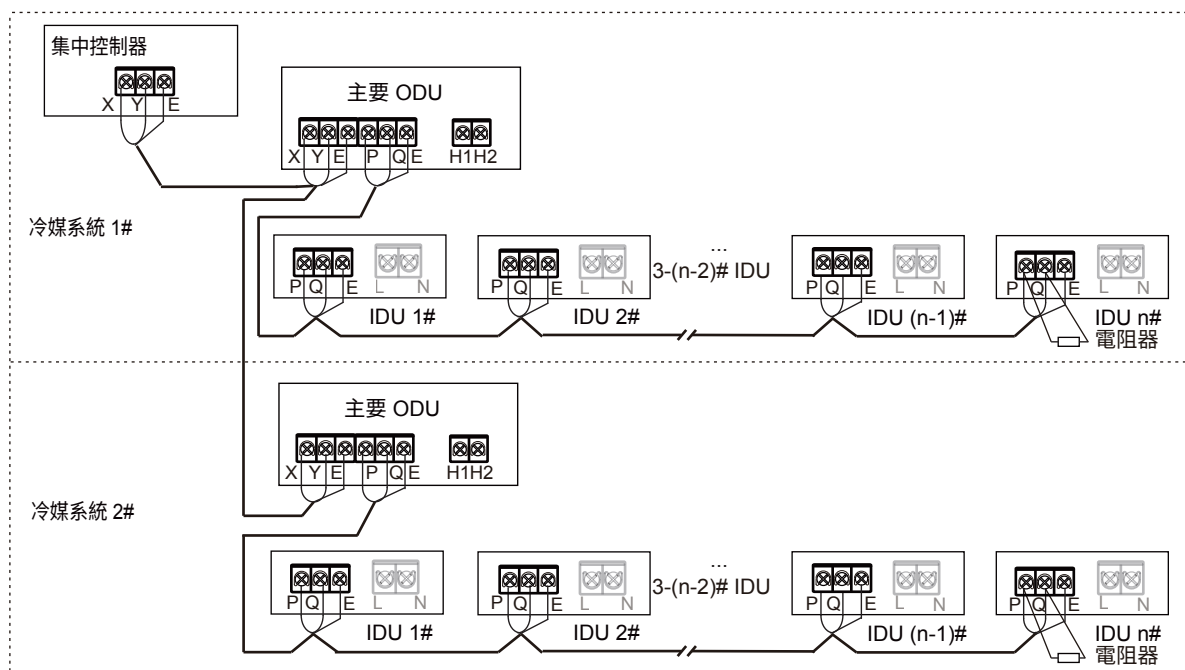 集中控制器
X Y E
主要 ODU
X Y E P Q E H1H2
冷媒系統 1#
P Q E L N
IDU 1#
P Q E L N
IDU 2#
...
3-(n-2)# IDU
P Q E L N
IDU (n-1)#
P Q E L N
IDU n#
電阻器
主要 ODU
X Y E P Q E H1H2
冷媒系統 2#
P Q E L N
IDU 1#
P Q E L N
IDU 2#
...
3-(n-2)# IDU
P Q E L N
IDU (n-1)#
P Q E L N
IDU n#
電阻器